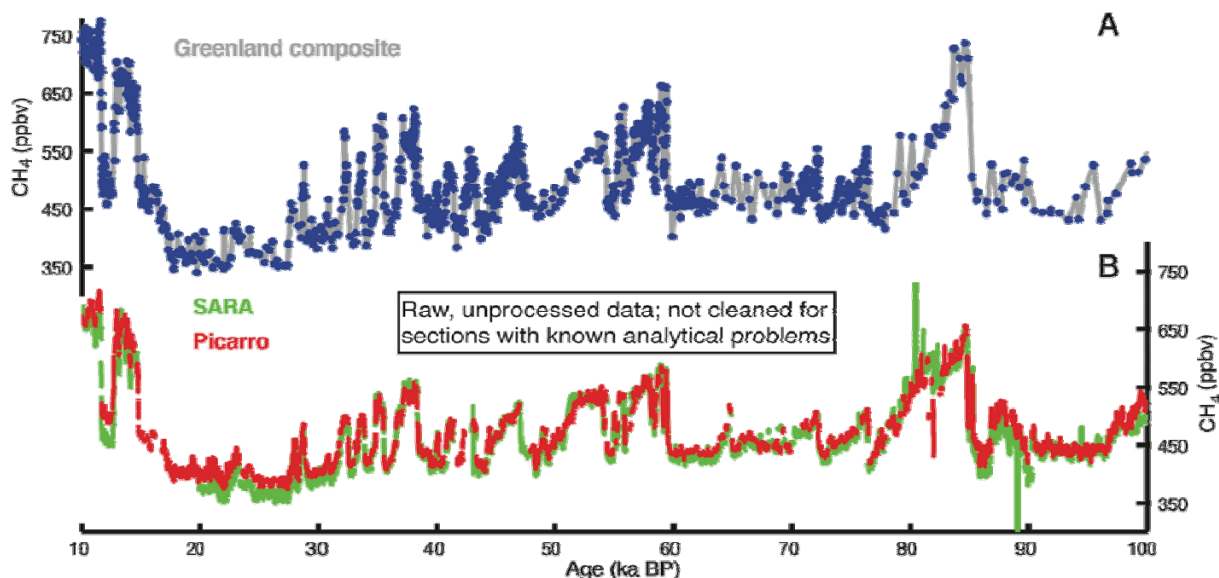 A
Greenland composite
750
650
550
450
350
CH₄ (ppbv)
B
SARA
Picarro
Raw, unprocessed data; not cleaned for
sections with known analytical problems
750
650
550
450
350
CH₄ (ppbv)
10 20 30 40 50 60 70 80 90 100
Age (ka BP)